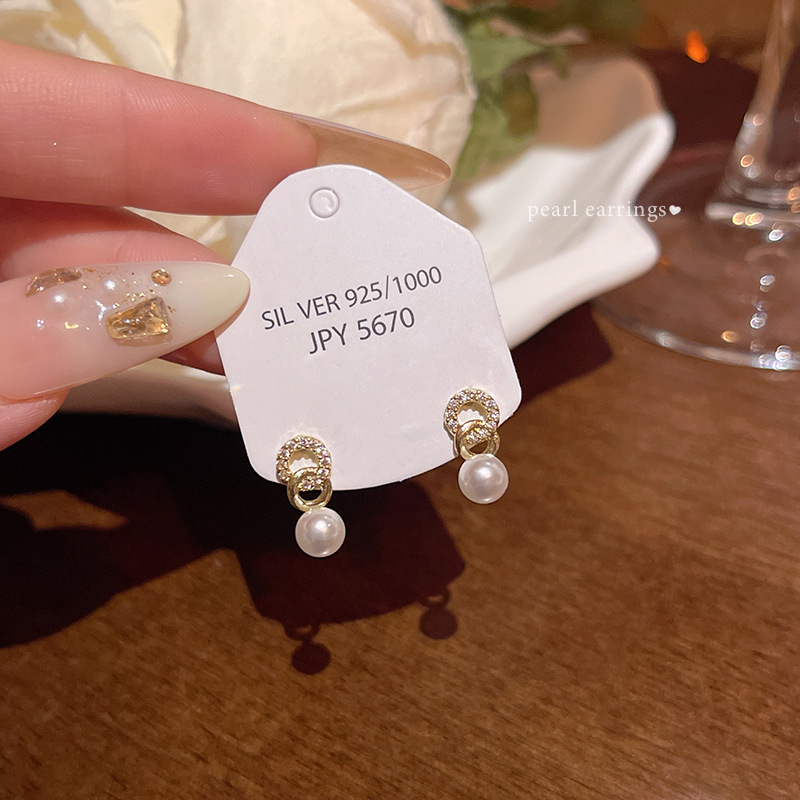 SIL VER 925/1000
JPY 5670
pearl earrings❤